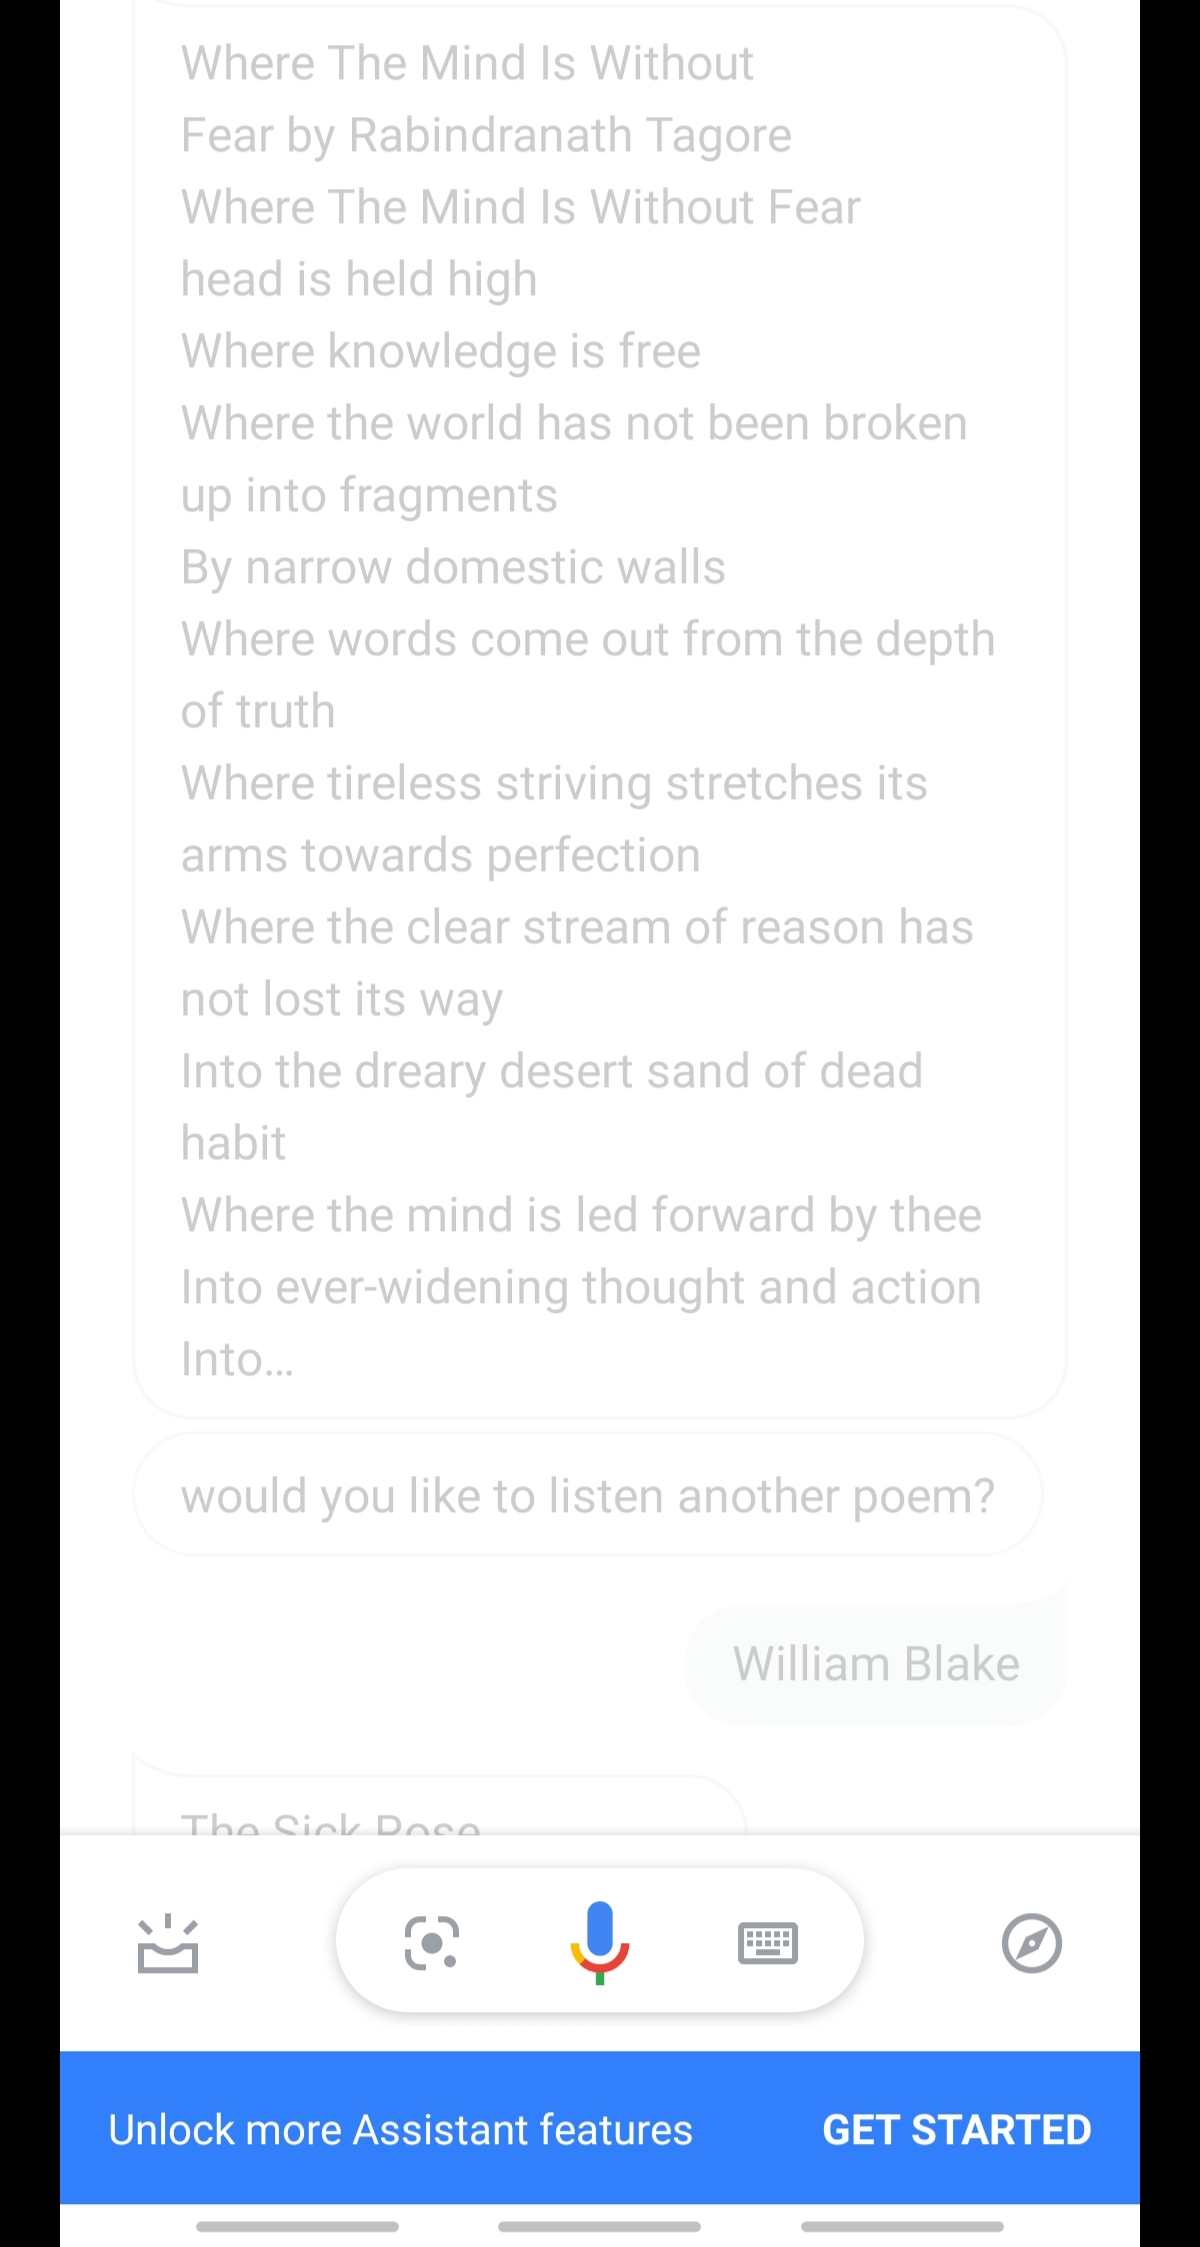 Where The Mind Is Without
Fear by Rabindranath Tagore
Where The Mind Is Without Fear
head is held high
Where knowledge is free
Where the world has not been broken
up into fragments
By narrow domestic walls
Where words come out from the depth
of truth
Where tireless striving stretches its
arms towards perfection
Where the clear stream of reason has
not lost its way
Into the dreary desert sand of dead
habit
Where the mind is led forward by thee
Into ever-widening thought and action
Into…
would you like to listen another poem?
William Blake
The Sick Rose
Unlock more Assistant features
GET STARTED